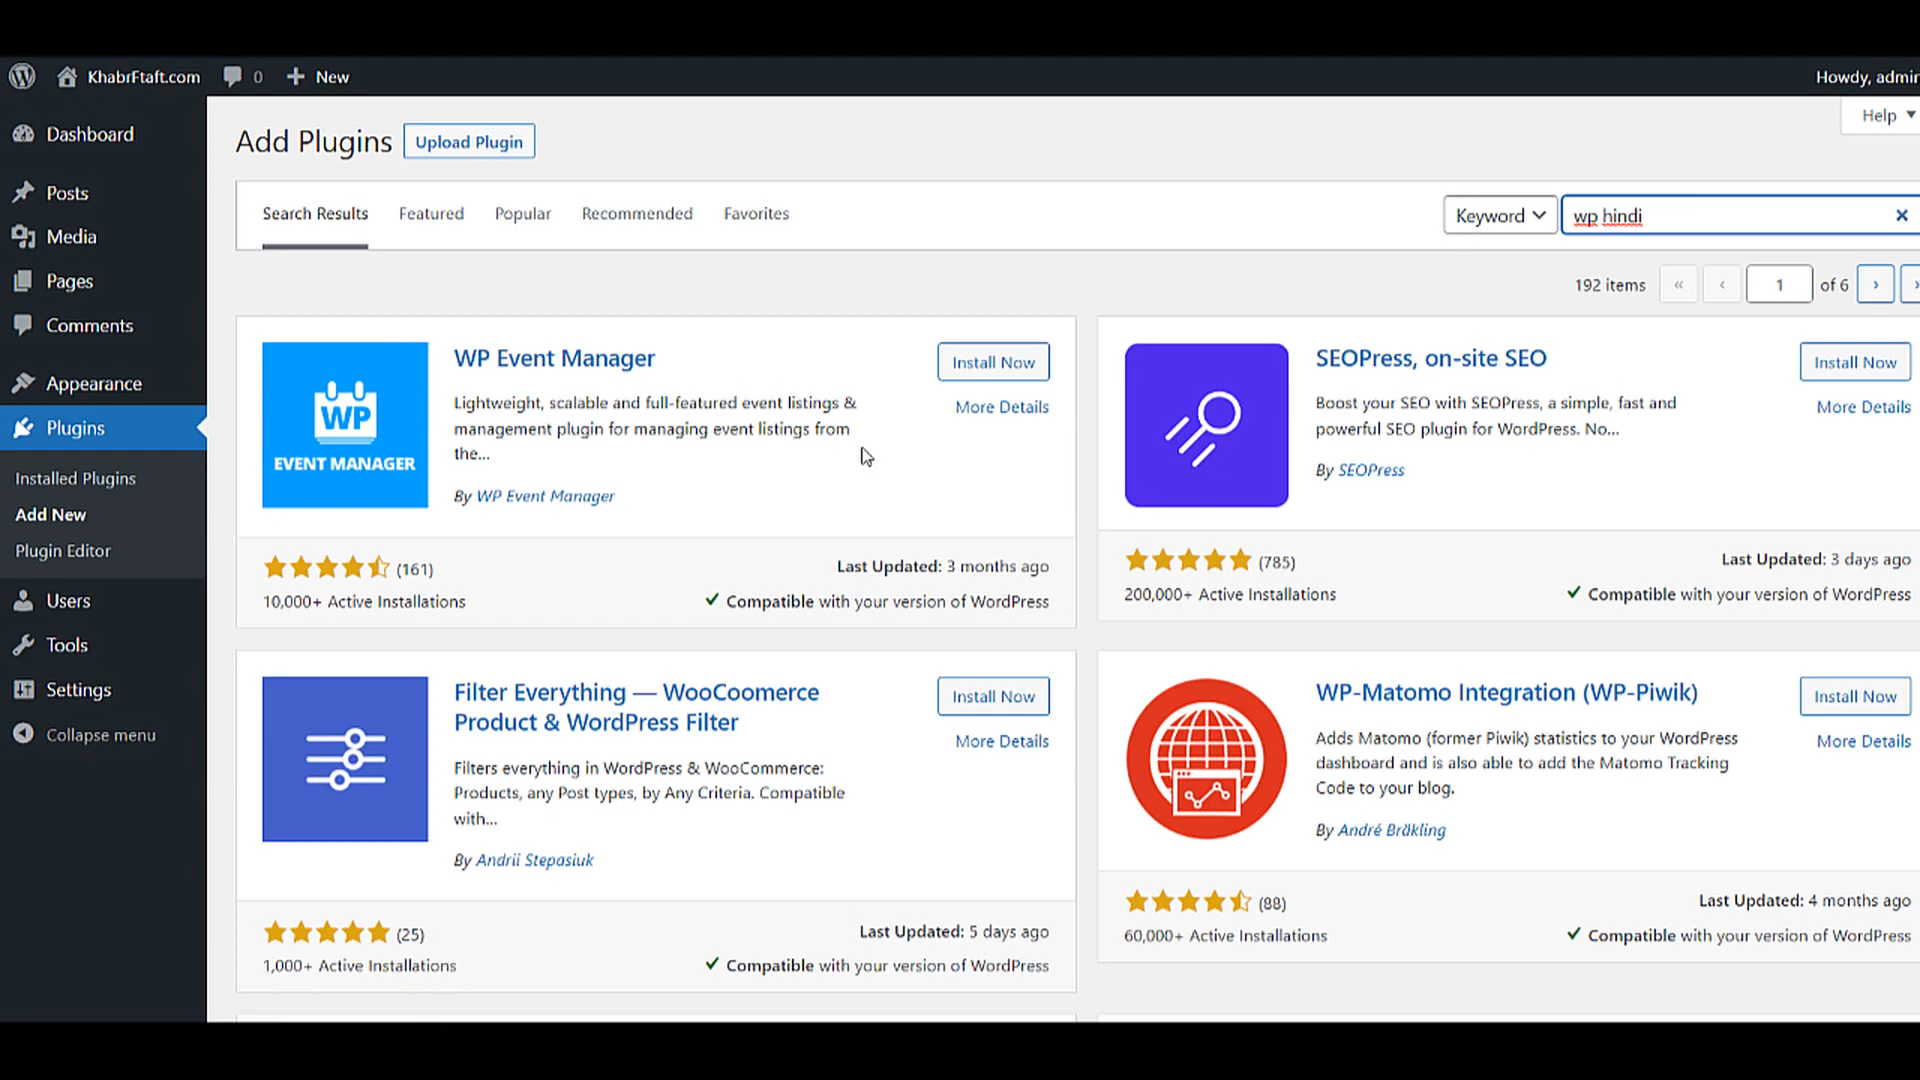 KhabrFtaft.com 0 New Howdy, admin
Help
Dashboard
Posts
Media
Pages
Comments
Appearance
Plugins
Installed Plugins
Add New
Plugin Editor
Users
Tools
Settings
Collapse menu
Add Plugins Upload Plugin
Search Results Featured Popular Recommended Favorites Keyword wp hindi
192 items « ‹ 1 of 6 ›
WP
EVENT MANAGER
WP Event Manager
Install Now
More Details
Lightweight, scalable and full-featured event listings &
management plugin for managing event listings from
the...
By WP Event Manager
(161)
Last Updated: 3 months ago
10,000+ Active Installations
Compatible with your version of WordPress
SEOPress, on-site SEO
Install Now
More Details
Boost your SEO with SEOPress, a simple, fast and
powerful SEO plugin for WordPress. No...
By SEOPress
(785)
Last Updated: 3 days ago
200,000+ Active Installations
Compatible with your version of WordPress
Filter Everything — WooCoomerce
Product & WordPress Filter
Install Now
More Details
Filters everything in WordPress & WooCommerce:
Products, any Post types, by Any Criteria. Compatible
with...
By Andrii Stepasiuk
(25)
Last Updated: 5 days ago
1,000+ Active Installations
Compatible with your version of WordPress
WP-Matomo Integration (WP-Piwik)
Install Now
More Details
Adds Matomo (former Piwik) statistics to your WordPress
dashboard and is also able to add the Matomo Tracking
Code to your blog.
By André Bräkling
(88)
Last Updated: 4 months ago
60,000+ Active Installations
Compatible with your version of WordPress